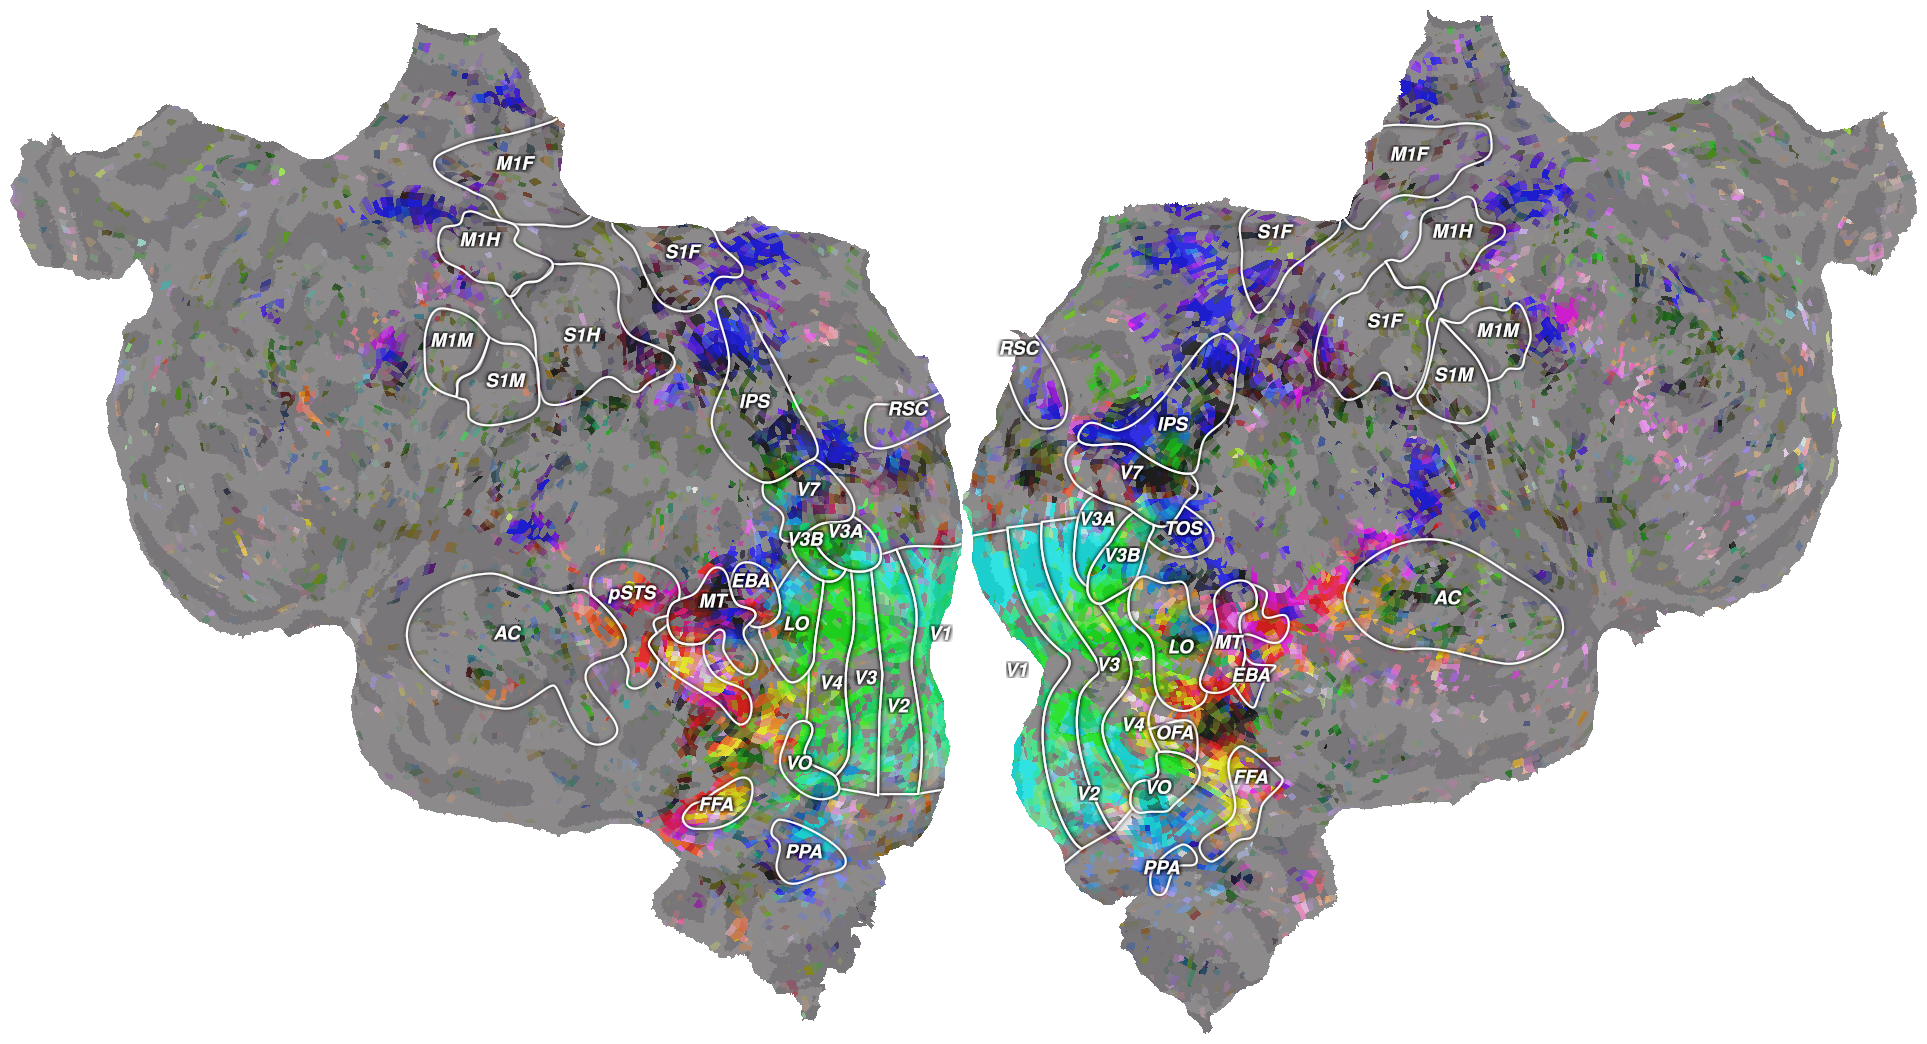 M1F
M1H
S1F
M1M
S1H
S1M
IPS
RSC
V7
V3B
V3A
pSTS
MT
EBA
AC
LO
V1
V4
V3
V2
VO
FFA
PPA
M1F
S1F
M1H
RSC
S1F
M1M
S1M
IPS
V7
V3A
TOS
V3B
AC
V1
V3
LO
MT
EBA
V4
OFA
V2
VO
FFA
PPA